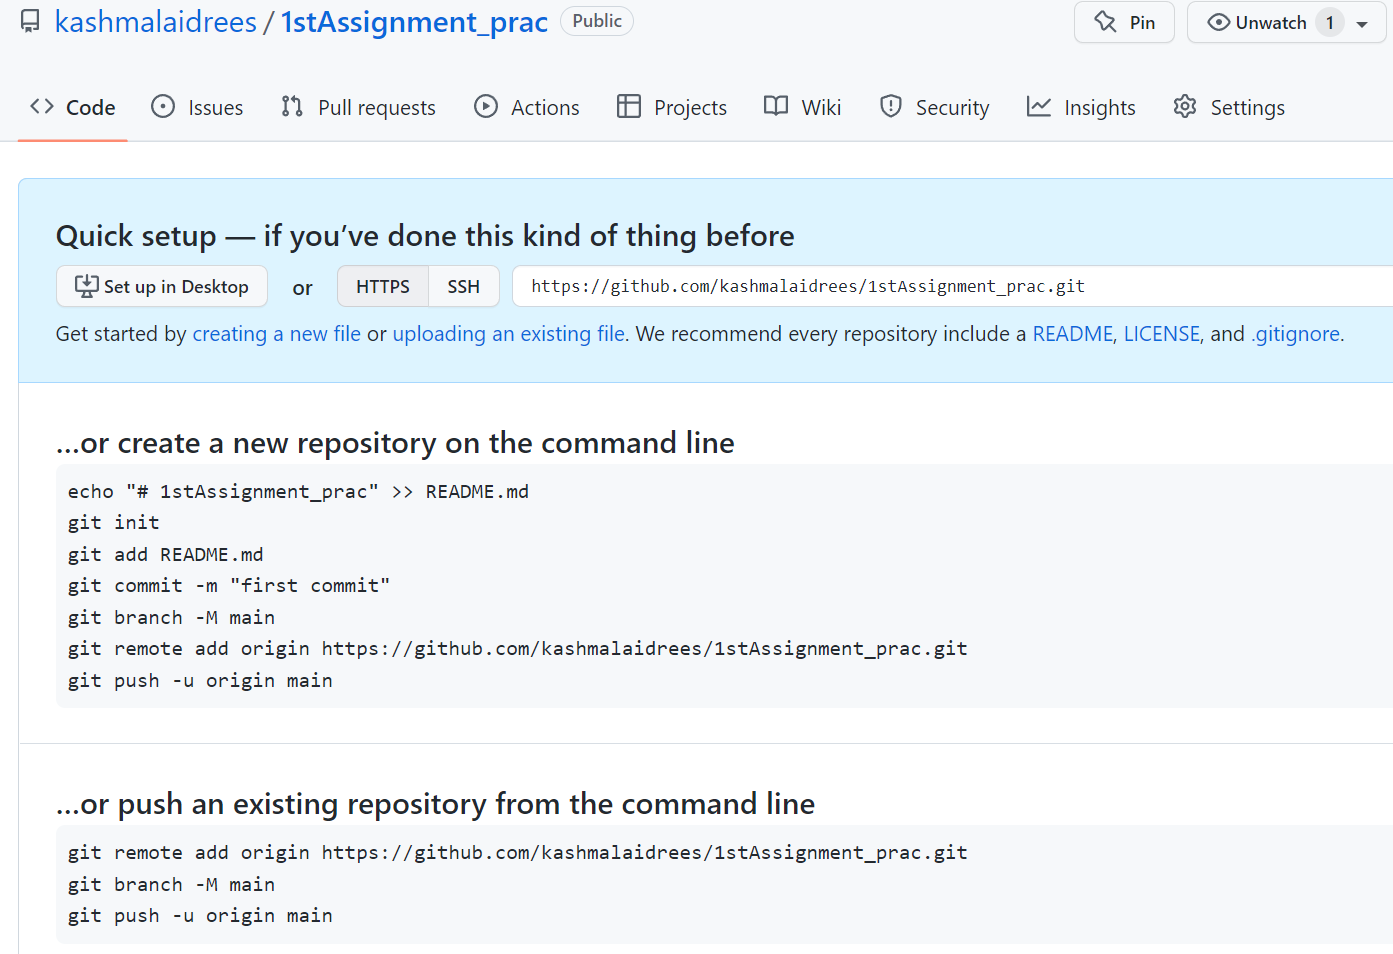 kashmalaidrees / 1stAssignment_prac Public Pin Unwatch 1
Code Issues Pull requests Actions Projects Wiki Security Insights Settings
Quick setup — if you’ve done this kind of thing before
Set up in Desktop or HTTPS SSH https://github.com/kashmalaidrees/1stAssignment_prac.git
Get started by creating a new file or uploading an existing file. We recommend every repository include a README, LICENSE, and .gitignore.
…or create a new repository on the command line
echo "# 1stAssignment_prac" >> README.md
git init
git add README.md
git commit -m "first commit"
git branch -M main
git remote add origin https://github.com/kashmalaidrees/1stAssignment_prac.git
git push -u origin main
…or push an existing repository from the command line
git remote add origin https://github.com/kashmalaidrees/1stAssignment_prac.git
git branch -M main
git push -u origin main